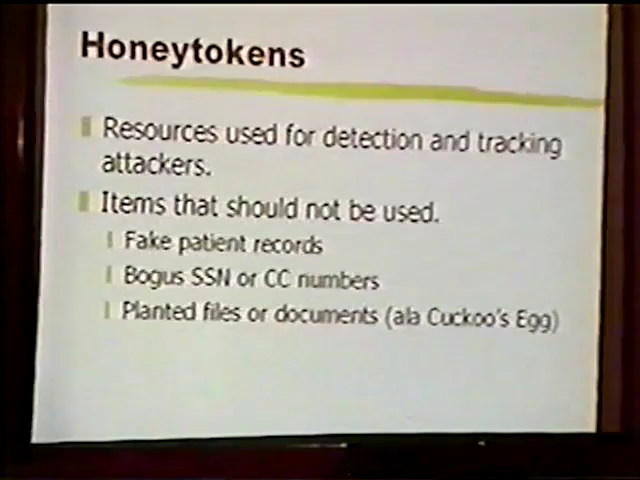 Honeytokens
Resources used for detection and tracking
attackers.
Items that should not be used.
Fake patient records
Bogus SSN or CC numbers
Planted files or documents (ala Cuckoo's Egg)